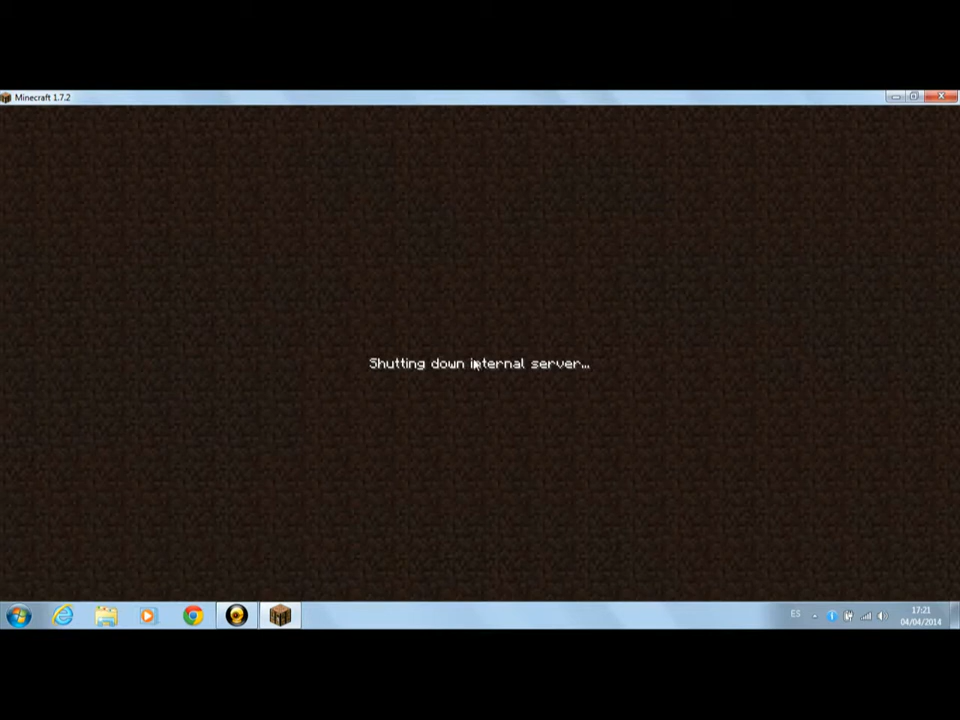 Minecraft 1.7.2
Shutting down internal server...
ES
17:21
04/04/2014